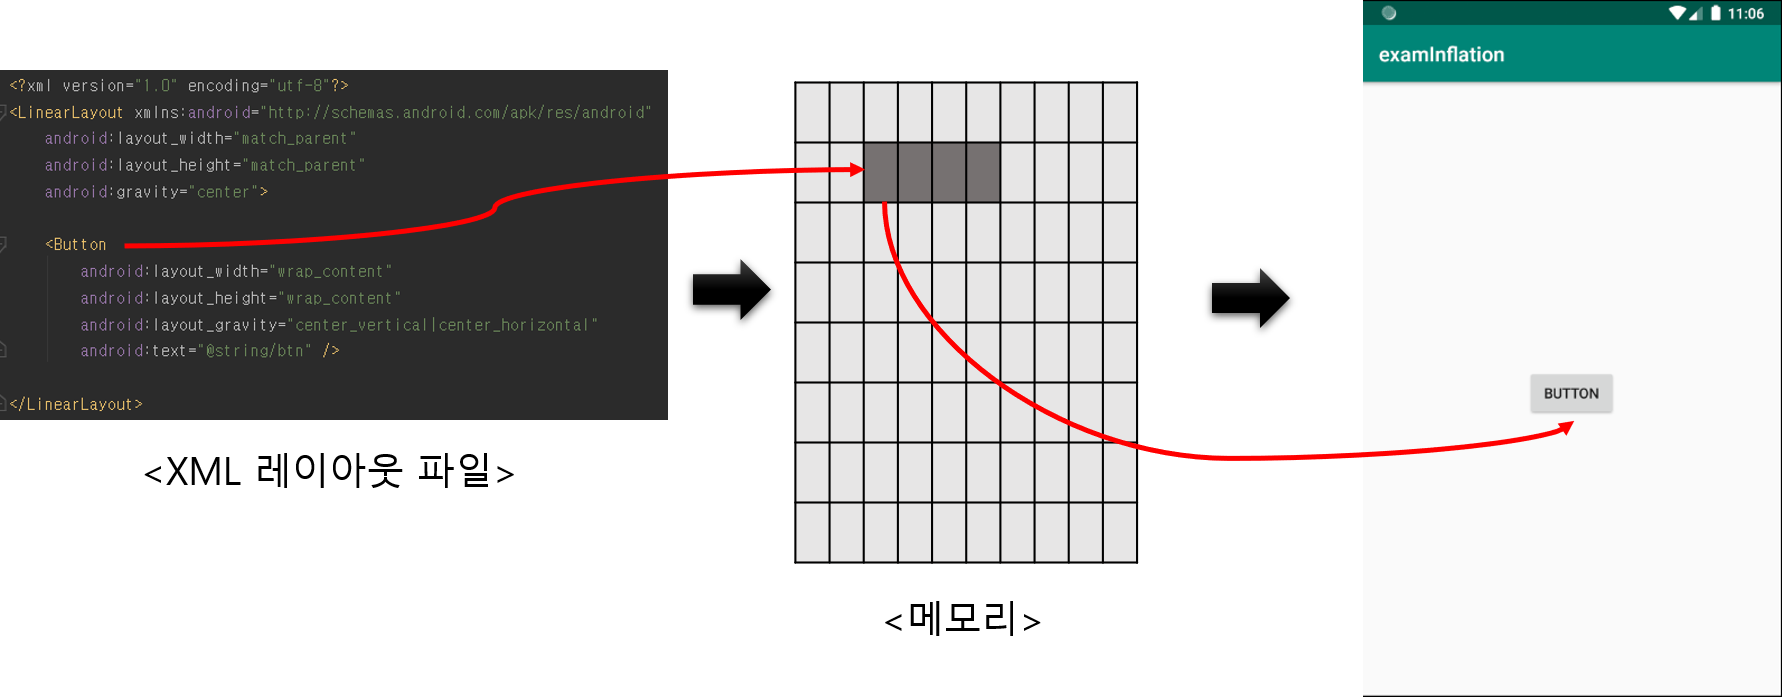 <?xml version="1.0" encoding="utf-8"?>
<LinearLayout xmlns:android="http://schemas.android.com/apk/res/android"
    android:layout_width="match_parent"
    android:layout_height="match_parent"
    android:gravity="center">
    <Button
        android:layout_width="wrap_content"
        android:layout_height="wrap_content"
        android:layout_gravity="center_vertical|center_horizontal"
        android:text="@string/btn" />
</LinearLayout>
<XML 레이아웃 파일>
<메모리>
11:06
examInflation
BUTTON